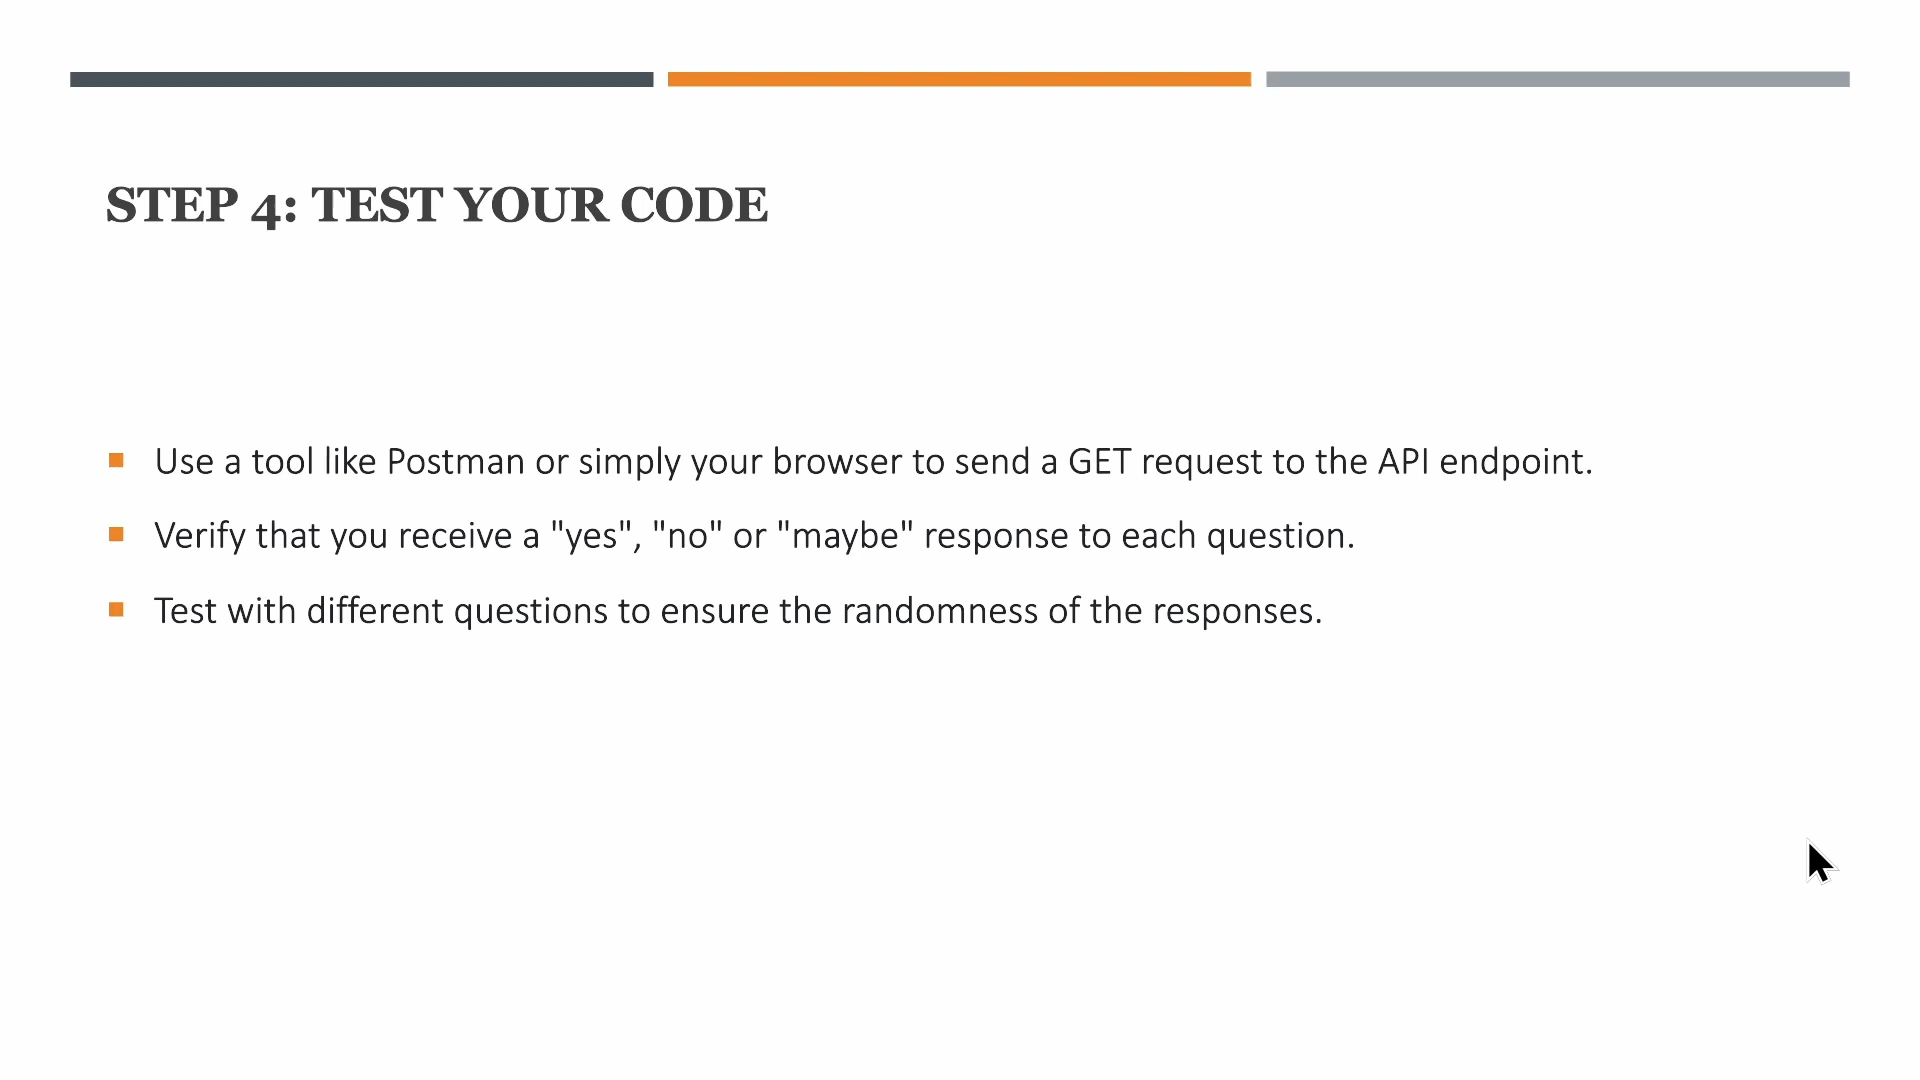 STEP 4: TEST YOUR CODE
Use a tool like Postman or simply your browser to send a GET request to the API endpoint.
Verify that you receive a "yes", "no" or "maybe" response to each question.
Test with different questions to ensure the randomness of the responses.